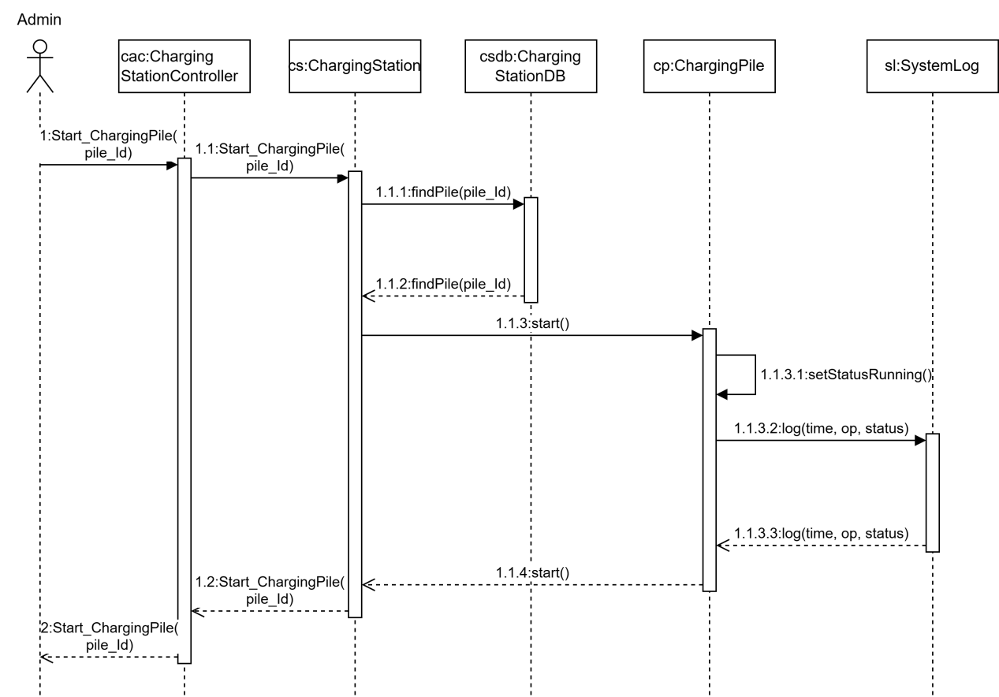 Admin
cac:Charging
StationController
cs:ChargingStation
csdb:Charging
StationDB
cp:ChargingPile
sl:SystemLog
1:Start_ChargingPile(
pile_Id)
1.1:Start_ChargingPile(
pile_Id)
1.1.1:findPile(pile_Id)
1.1.2:findPile(pile_Id)
1.1.3:start()
1.1.3.1:setStatusRunning()
1.1.3.2:log(time, op, status)
1.1.3.3:log(time, op, status)
1.1.4:start()
1.2:Start_ChargingPile(
pile_Id)
2:Start_ChargingPile(
pile_Id)